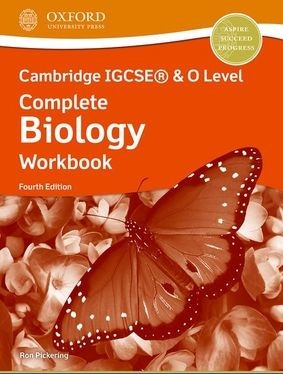 OXFORD
UNIVERSITY PRESS
ASPIRE
SUCCEED
PROGRESS
Cambridge IGCSE® & O Level
Complete
Biology
Workbook
Fourth Edition
Ron Pickering